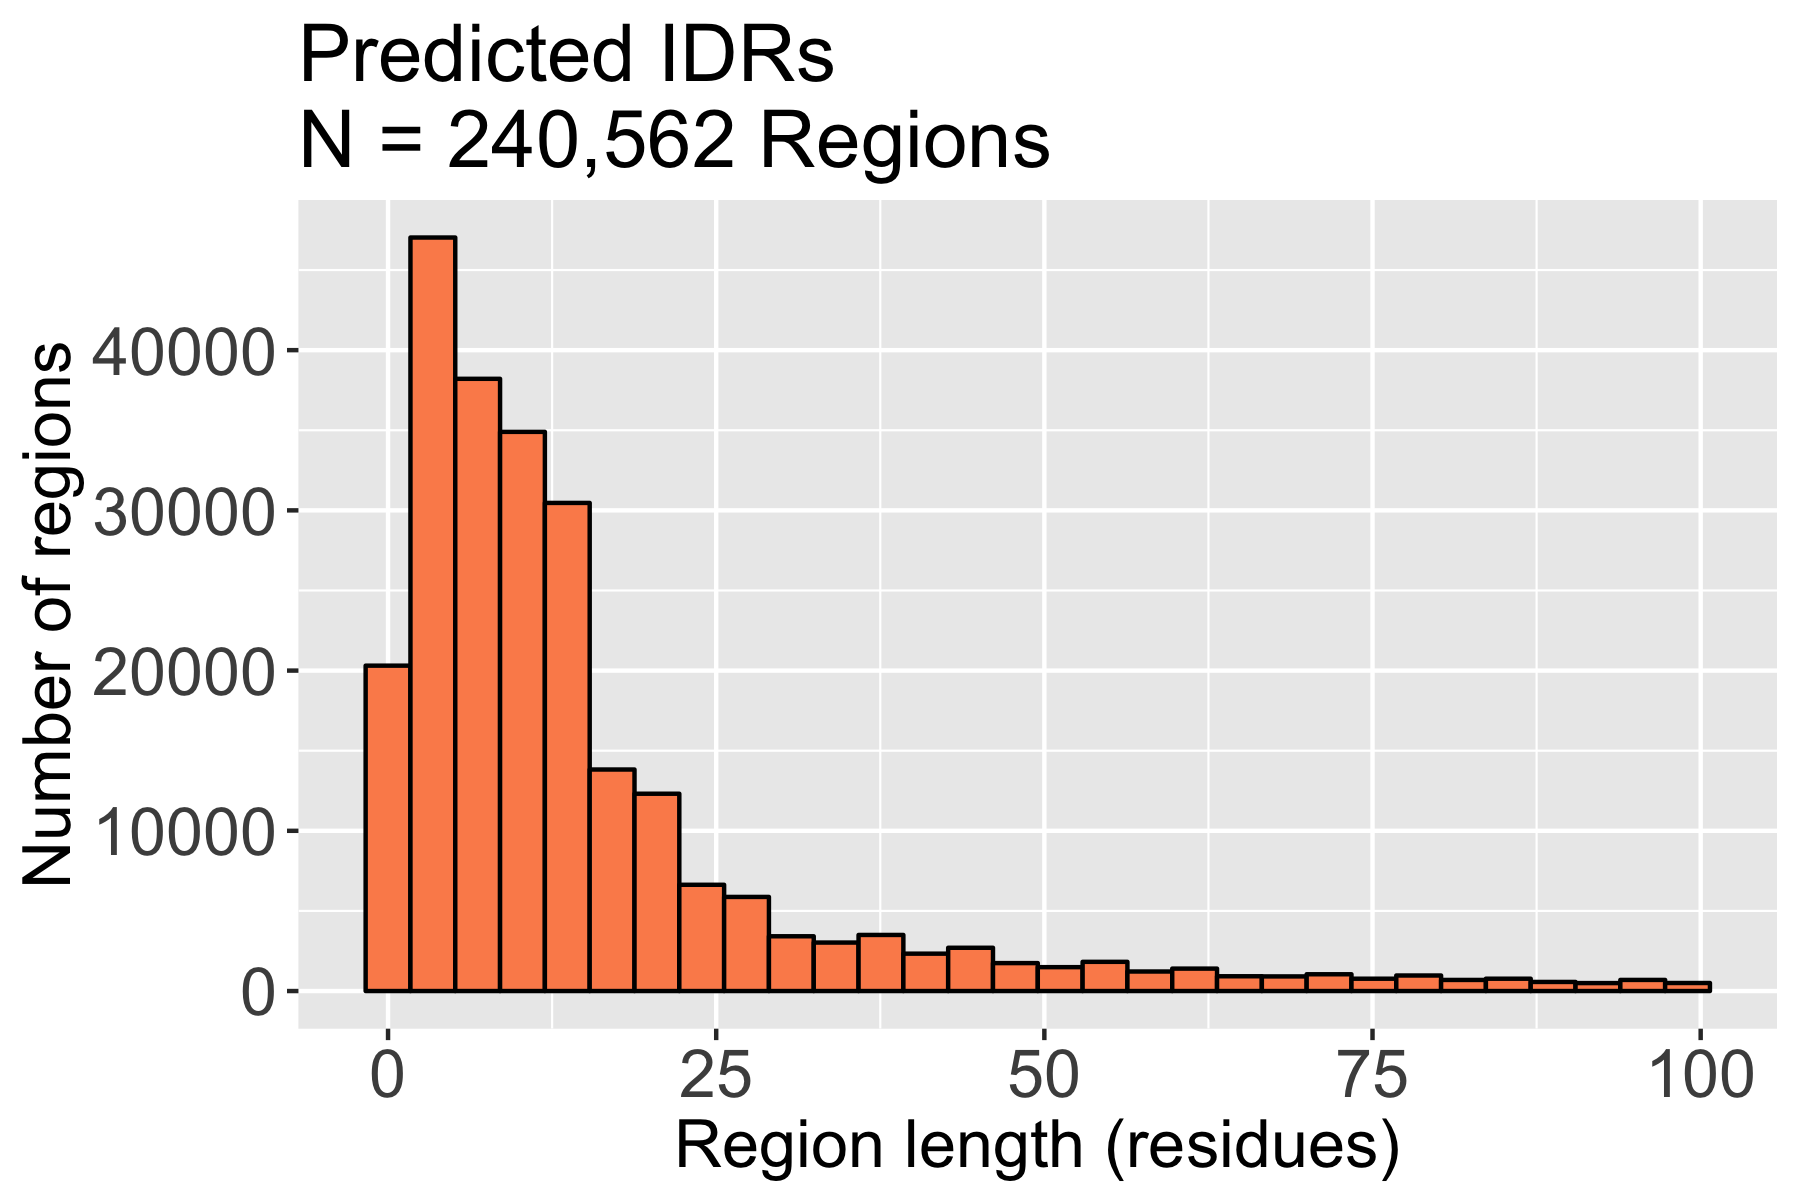 Predicted IDRs
N = 240,562 Regions
Number of regions
40000
30000
20000
10000
0
0 25 50 75 100
Region length (residues)